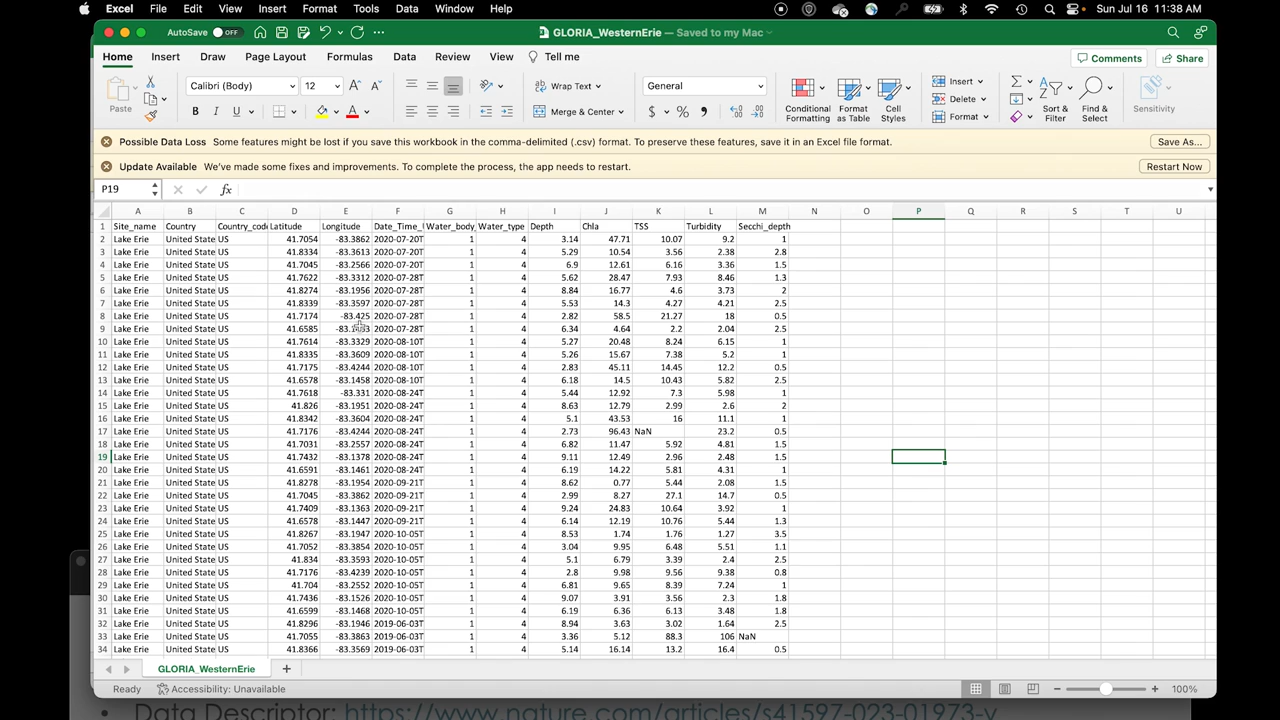 Excel File Edit View Insert Format Tools Data Window Help Sun Jul 16 11:38 AM
AutoSave OFF GLORIA_WesternErie — Saved to my Mac
Home Insert Draw Page Layout Formulas Data Review View Tell me Comments Share
Paste Calibri (Body) 12 A A Wrap Text General Conditional Formatting Format as Table Cell Styles Insert Sort & Filter Find & Select Sensitivity
B I U A Merge & Center $ % Delete
Format
Possible Data Loss Some features might be lost if you save this workbook in the comma-delimited (.csv) format. To preserve these features, save it in an Excel file format. Save As...
Update Available We've made some fixes and improvements. To complete the process, the app needs to restart. Restart Now
P19 fx
A B C D E F G H I J K L M N O P Q R S T U
1 Site_name Country Country_code Latitude Longitude Date_Time_ Water_body_ Water_type Depth Chla TSS Turbidity Secchi_depth
2 Lake Erie United State US 41.7054 -83.3862 2020-07-20T 1 4 3.14 47.71 10.07 9.2 1
3 Lake Erie United State US 41.8334 -83.3613 2020-07-20T 1 4 5.29 10.54 3.56 2.38 2.8
4 Lake Erie United State US 41.7045 -83.2566 2020-07-20T 1 4 6.9 12.61 6.16 3.36 1.5
5 Lake Erie United State US 41.7622 -83.3312 2020-07-28T 1 4 5.62 28.47 7.93 8.46 1.3
6 Lake Erie United State US 41.8274 -83.1956 2020-07-28T 1 4 8.84 16.77 4.6 3.73 2
7 Lake Erie United State US 41.8339 -83.3597 2020-07-28T 1 4 5.53 14.3 4.27 4.21 2.5
8 Lake Erie United State US 41.7174 -83.425 2020-07-28T 1 4 2.82 58.5 21.27 18 0.5
9 Lake Erie United State US 41.6585 2020-07-28T 1 4 6.34 4.64 2.2 2.04 2.5
10 Lake Erie United State US 41.7614 -83.3329 2020-08-10T 1 4 5.27 20.48 8.24 6.15 1
11 Lake Erie United State US 41.8335 -83.3609 2020-08-10T 1 4 5.26 15.67 7.38 5.2 1
12 Lake Erie United State US 41.7175 -83.4244 2020-08-10T 1 4 2.83 45.11 14.45 12.2 0.5
13 Lake Erie United State US 41.6578 -83.1458 2020-08-10T 1 4 6.18 14.5 10.43 5.82 2.5
14 Lake Erie United State US 41.7618 -83.331 2020-08-24T 1 4 5.44 12.92 7.3 5.98 1
15 Lake Erie United State US 41.826 -83.1951 2020-08-24T 1 4 8.63 12.79 2.99 2.6 2
16 Lake Erie United State US 41.8342 -83.3604 2020-08-24T 1 4 5.1 43.53 16 11.1 1
17 Lake Erie United State US 41.7176 -83.4244 2020-08-24T 1 4 2.73 96.43 NaN 23.2 0.5
18 Lake Erie United State US 41.7031 -83.2557 2020-08-24T 1 4 6.82 11.47 5.92 4.81 1.5
19 Lake Erie United State US 41.7432 -83.1378 2020-08-24T 1 4 9.11 12.49 2.96 2.48 1.5
20 Lake Erie United State US 41.6591 -83.1461 2020-08-24T 1 4 6.19 14.22 5.81 4.31 1
21 Lake Erie United State US 41.8278 -83.1954 2020-09-21T 1 4 8.62 0.77 5.44 2.08 1.5
22 Lake Erie United State US 41.7045 -83.3862 2020-09-21T 1 4 2.99 8.27 27.1 14.7 0.5
23 Lake Erie United State US 41.7409 -83.1363 2020-09-21T 1 4 9.24 24.83 10.64 3.92 1
24 Lake Erie United State US 41.6578 -83.1447 2020-09-21T 1 4 6.14 12.19 10.76 5.44 1.3
25 Lake Erie United State US 41.8267 -83.1947 2020-10-05T 1 4 8.53 1.74 1.76 1.27 3.5
26 Lake Erie United State US 41.7052 -83.3854 2020-10-05T 1 4 3.04 9.95 6.48 5.51 1.1
27 Lake Erie United State US 41.834 -83.3593 2020-10-05T 1 4 5.1 6.79 3.39 2.4 2.5
28 Lake Erie United State US 41.7176 -83.4239 2020-10-05T 1 4 2.8 9.98 9.56 9.38 0.8
29 Lake Erie United State US 41.704 -83.2552 2020-10-05T 1 4 6.81 9.65 8.39 7.24 1
30 Lake Erie United State US 41.7436 -83.1526 2020-10-05T 1 4 9.07 3.91 3.56 2.3 1.8
31 Lake Erie United State US 41.6599 -83.1468 2020-10-05T 1 4 6.19 6.36 6.13 3.48 1.8
32 Lake Erie United State US 41.8296 -83.1946 2019-06-03T 1 4 8.94 3.63 3.02 1.64 2.5
33 Lake Erie United State US 41.7055 -83.3863 2019-06-03T 1 4 3.36 5.12 88.3 106 NaN
34 Lake Erie United State US 41.8366 -83.3569 2019-06-03T 1 4 5.14 16.14 13.2 16.4 0.5
GLORIA_WesternErie
Ready Accessibility: Unavailable 100%
• Data Descriptor: https://www.nature.com/articles/s41597-023-01973-y